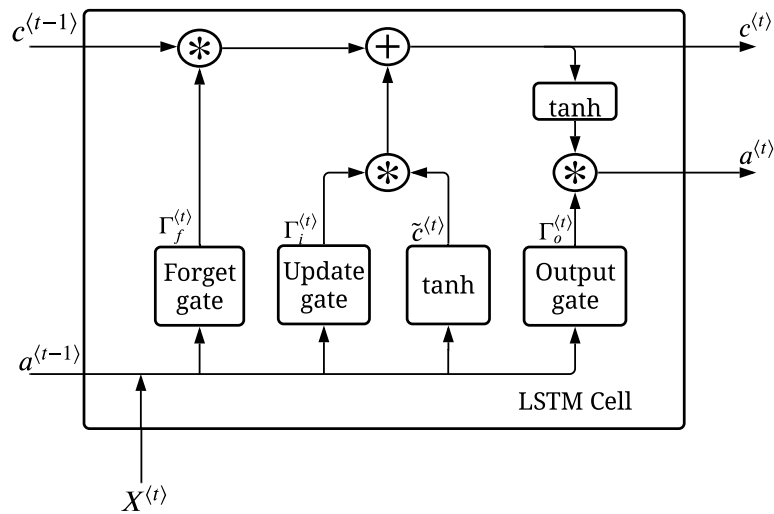 c⟨t−1⟩
c⟨t⟩
*
+
tanh
*
*
a⟨t⟩
Γf⟨t⟩
Γi⟨t⟩
c̃⟨t⟩
Γo⟨t⟩
Forget
gate
Update
gate
tanh
Output
gate
a⟨t−1⟩
LSTM Cell
X⟨t⟩